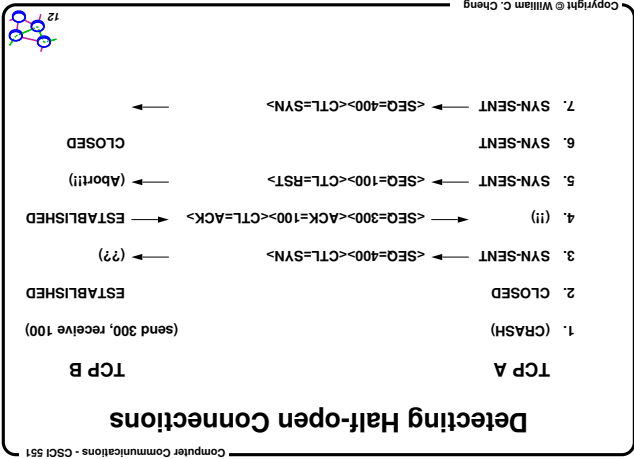 Computer Communications - CSCI 551
Detecting Half-open Connections
TCP A TCP B
1. (CRASH) (send 300, receive 100)
2. CLOSED ESTABLISHED
3. SYN-SENT <SEQ=400><CTL=SYN> (??)
4. (!!) <SEQ=300><ACK=100><CTL=ACK> ESTABLISHED
5. SYN-SENT <SEQ=100><CTL=RST> (Abort!!)
6. SYN-SENT CLOSED
7. SYN-SENT <SEQ=400><CTL=SYN>
12
Copyright © William C. Cheng